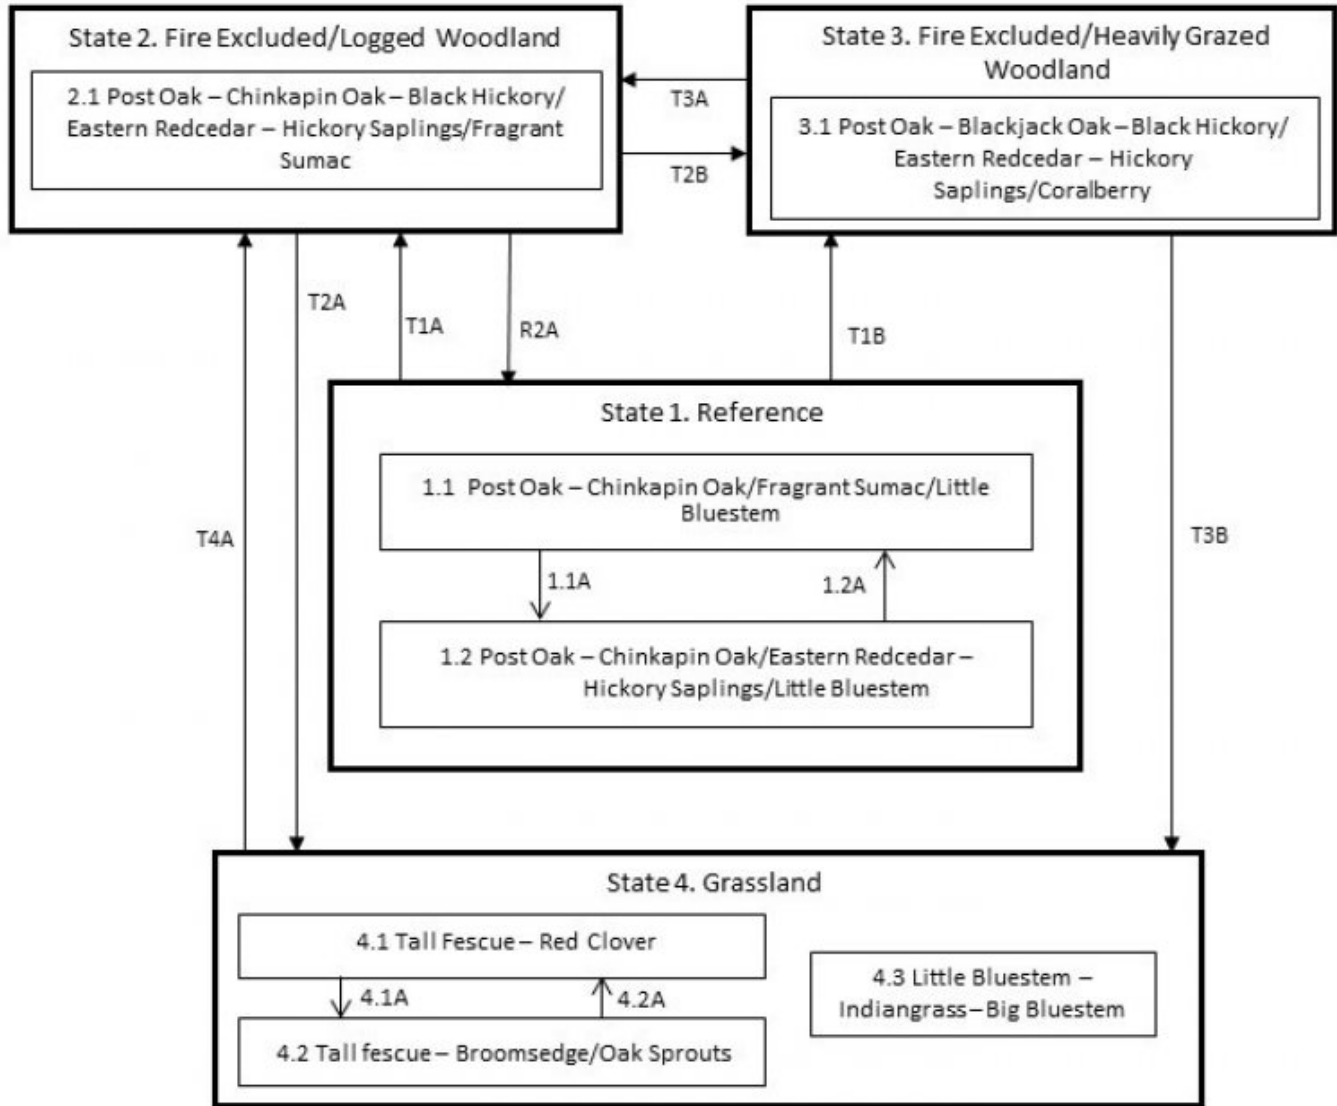 State 2. Fire Excluded/Logged Woodland
2.1 Post Oak – Chinkapin Oak – Black Hickory/
Eastern Redcedar – Hickory Saplings/Fragrant
Sumac
State 3. Fire Excluded/Heavily Grazed
Woodland
3.1 Post Oak – Blackjack Oak – Black Hickory/
Eastern Redcedar – Hickory
Saplings/Coralberry
T3A
T2B
T2A
T1A
R2A
T1B
State 1. Reference
1.1 Post Oak – Chinkapin Oak/Fragrant Sumac/Little
Bluestem
1.1A
1.2A
1.2 Post Oak – Chinkapin Oak/Eastern Redcedar –
Hickory Saplings/Little Bluestem
T4A
T3B
State 4. Grassland
4.1 Tall Fescue – Red Clover
4.1A
4.2A
4.2 Tall fescue – Broomsedge/Oak Sprouts
4.3 Little Bluestem –
Indiangrass – Big Bluestem